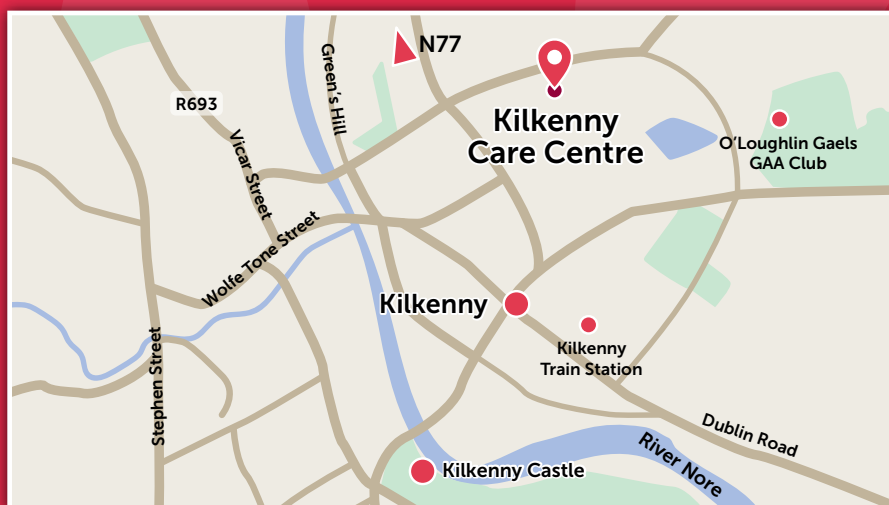 N77
Green's Hill
R693
Kilkenny
Care Centre
O'Loughlin Gaels
GAA Club
Vicar Street
Wolfe Tone Street
Kilkenny
Kilkenny
Train Station
Stephen Street
Dublin Road
River Nore
Kilkenny Castle